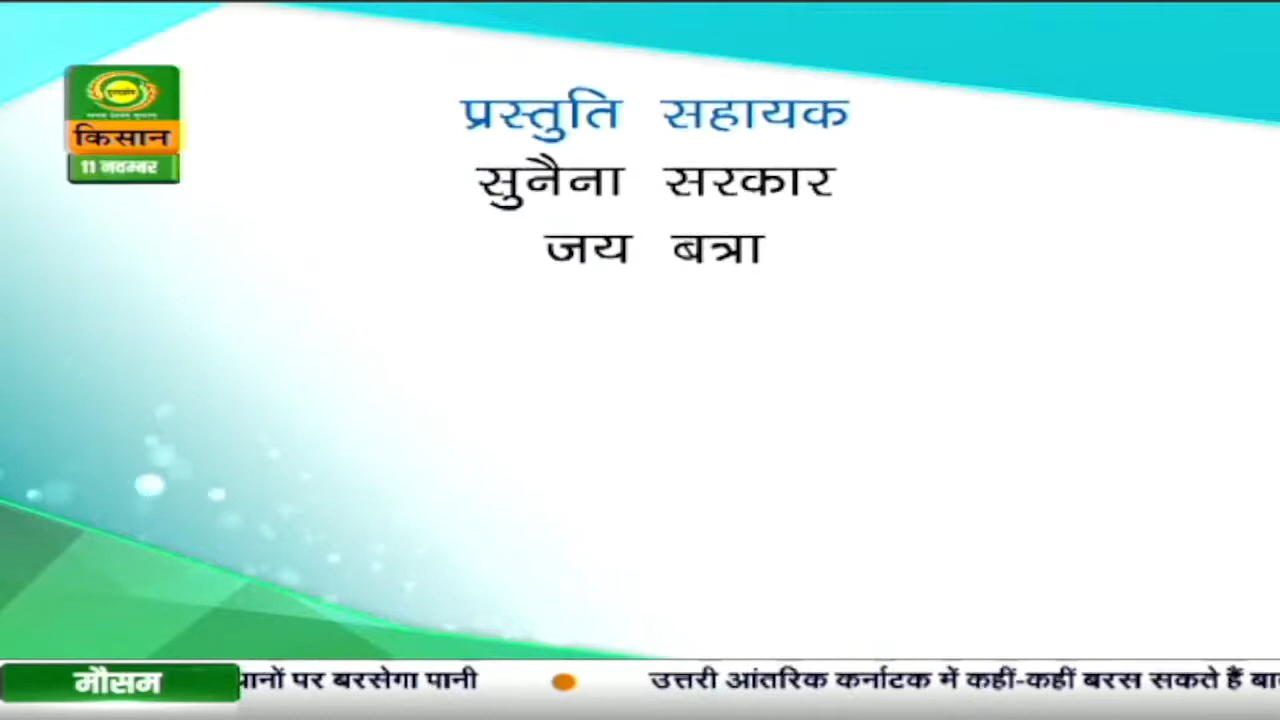 किसान
11 नवम्बर
प्रस्तुति सहायक
सुनैना सरकार
जय बत्रा
मौसम
पर बरसेगा पानी
उत्तरी आंतरिक कर्नाटक में कहीं-कहीं बरस सकते हैं